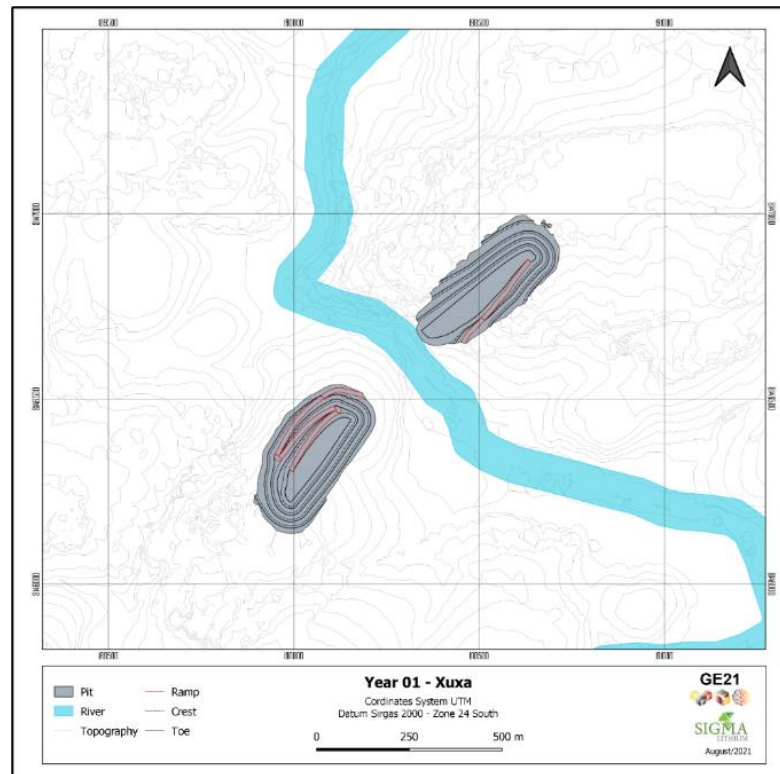 Year 01 - Xuxa
Cordinates System UTM
Datum Sirgas 2000 - Zone 24 South
0 250 500 m
Pit
River
Topography
Ramp
Crest
Toe
GE21
SIGMA
LITHIUM
August/2021